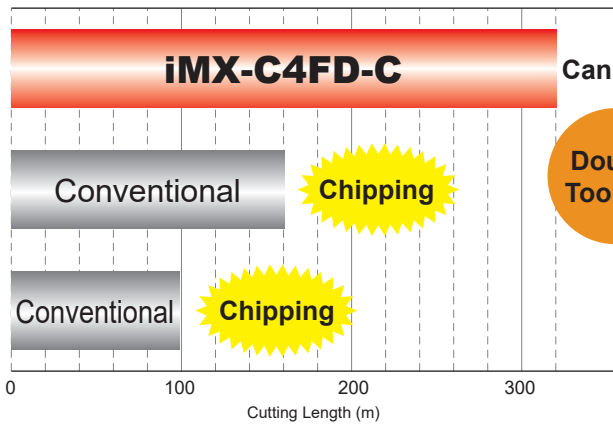 iMX-C4FD-C
Can
Conventional
Chipping
Dou
Too
Conventional
Chipping
0 100 200 300
Cutting Length (m)